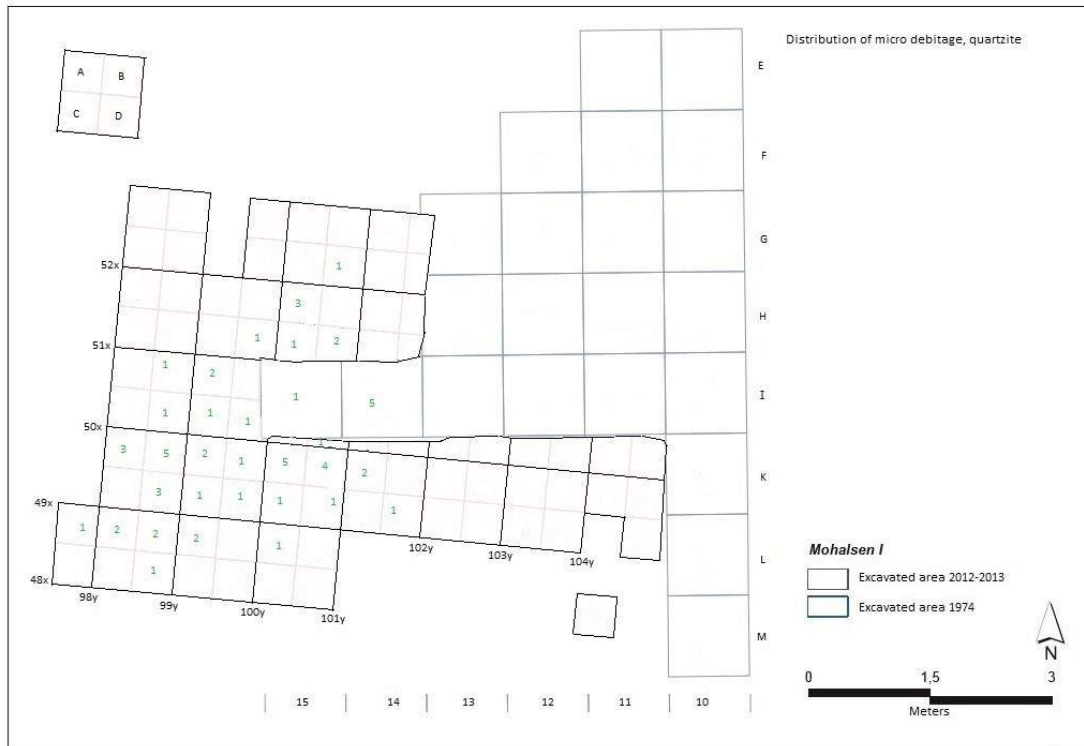 Distribution of micro debitage, quartzite
A B
C D
E
F
G
H
I
K
L
M
52x
51x
50x
49x
48x
1
3
1 1 2
1 2
1 5
1 1 1
1
3 5 2 1 5 4 2
3 1 1 1 1 1
1 2 2 2 1
1
98y 99y 100y 101y
102y 103y 104y
Mohalsen I
Excavated area 2012-2013
Excavated area 1974
N
0 1,5 3
Meters
15 14 13 12 11 10